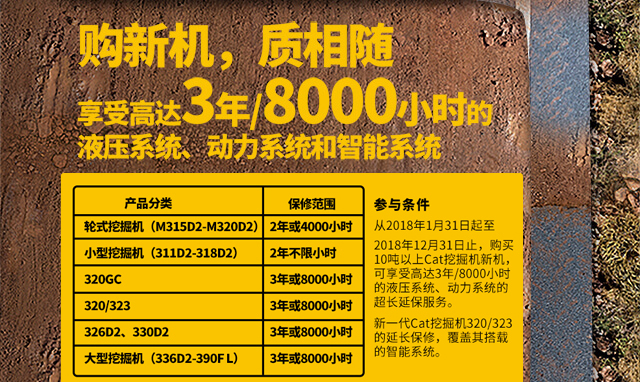 购新机，质相随
享受高达3年/8000小时的
液压系统、动力系统和智能系统
产品分类 保修范围
轮式挖掘机（M315D2-M320D2） 2年或4000小时
小型挖掘机（311D2-318D2） 2年不限小时
320GC 3年或8000小时
320/323 3年或8000小时
326D2、330D2 3年或8000小时
大型挖掘机（336D2-390F L） 3年或8000小时
参与条件
从2018年1月31日起至
2018年12月31日止，购买
10吨以上Cat挖掘机新机，
可享受高达3年/8000小时
的液压系统、动力系统的
超长延保服务。
新一代Cat挖掘机320/323
的延长保修，覆盖其搭载
的智能系统。